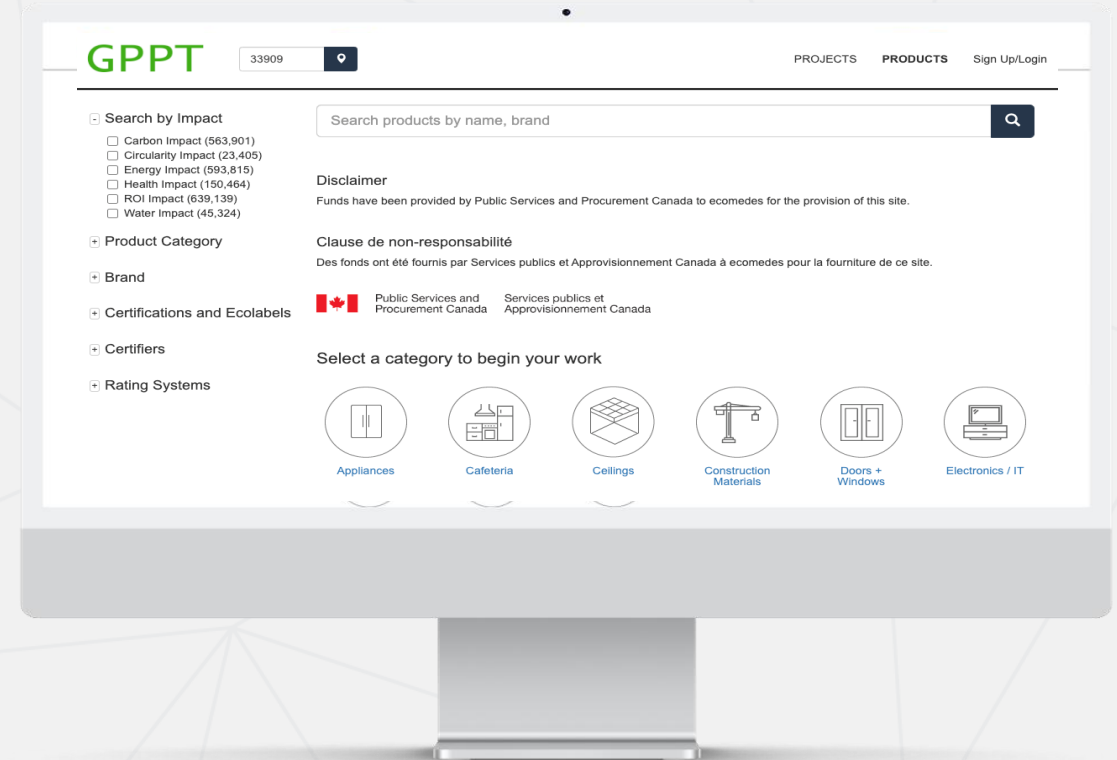 GPPT
33909
PROJECTS PRODUCTS Sign Up/Login
Search by Impact
Carbon Impact (563,901)
Circularity Impact (23,405)
Energy Impact (593,815)
Health Impact (150,464)
ROI Impact (639,139)
Water Impact (45,324)
Product Category
Brand
Certifications and Ecolabels
Certifiers
Rating Systems
Search products by name, brand
Disclaimer
Funds have been provided by Public Services and Procurement Canada to ecomedes for the provision of this site.
Clause de non-responsabilité
Des fonds ont été fournis par Services publics et Approvisionnement Canada à ecomedes pour la fourniture de ce site.
Public Services and
Procurement Canada
Services publics et
Approvisionnement Canada
Select a category to begin your work
Appliances
Cafeteria
Ceilings
Construction
Materials
Doors +
Windows
Electronics / IT